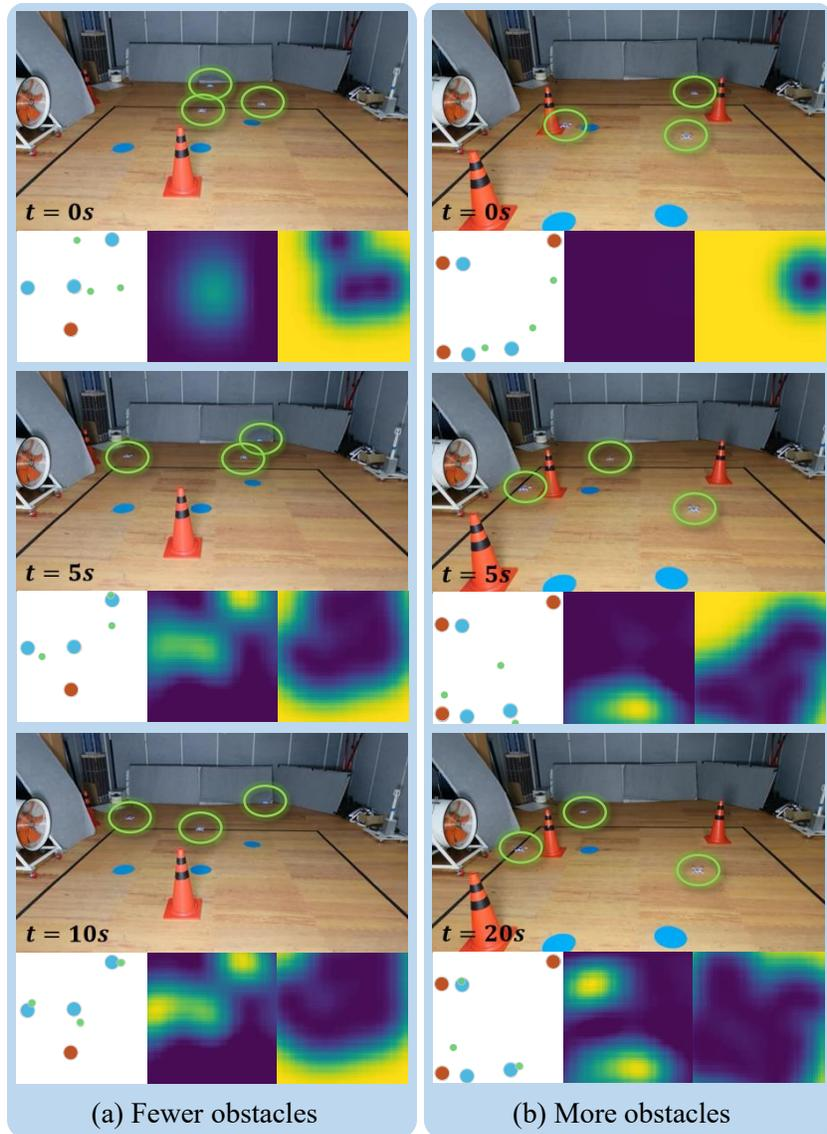 t = 0s
t = 5s
t = 10s
(a) Fewer obstacles
t = 0s
t = 5s
t = 20s
(b) More obstacles